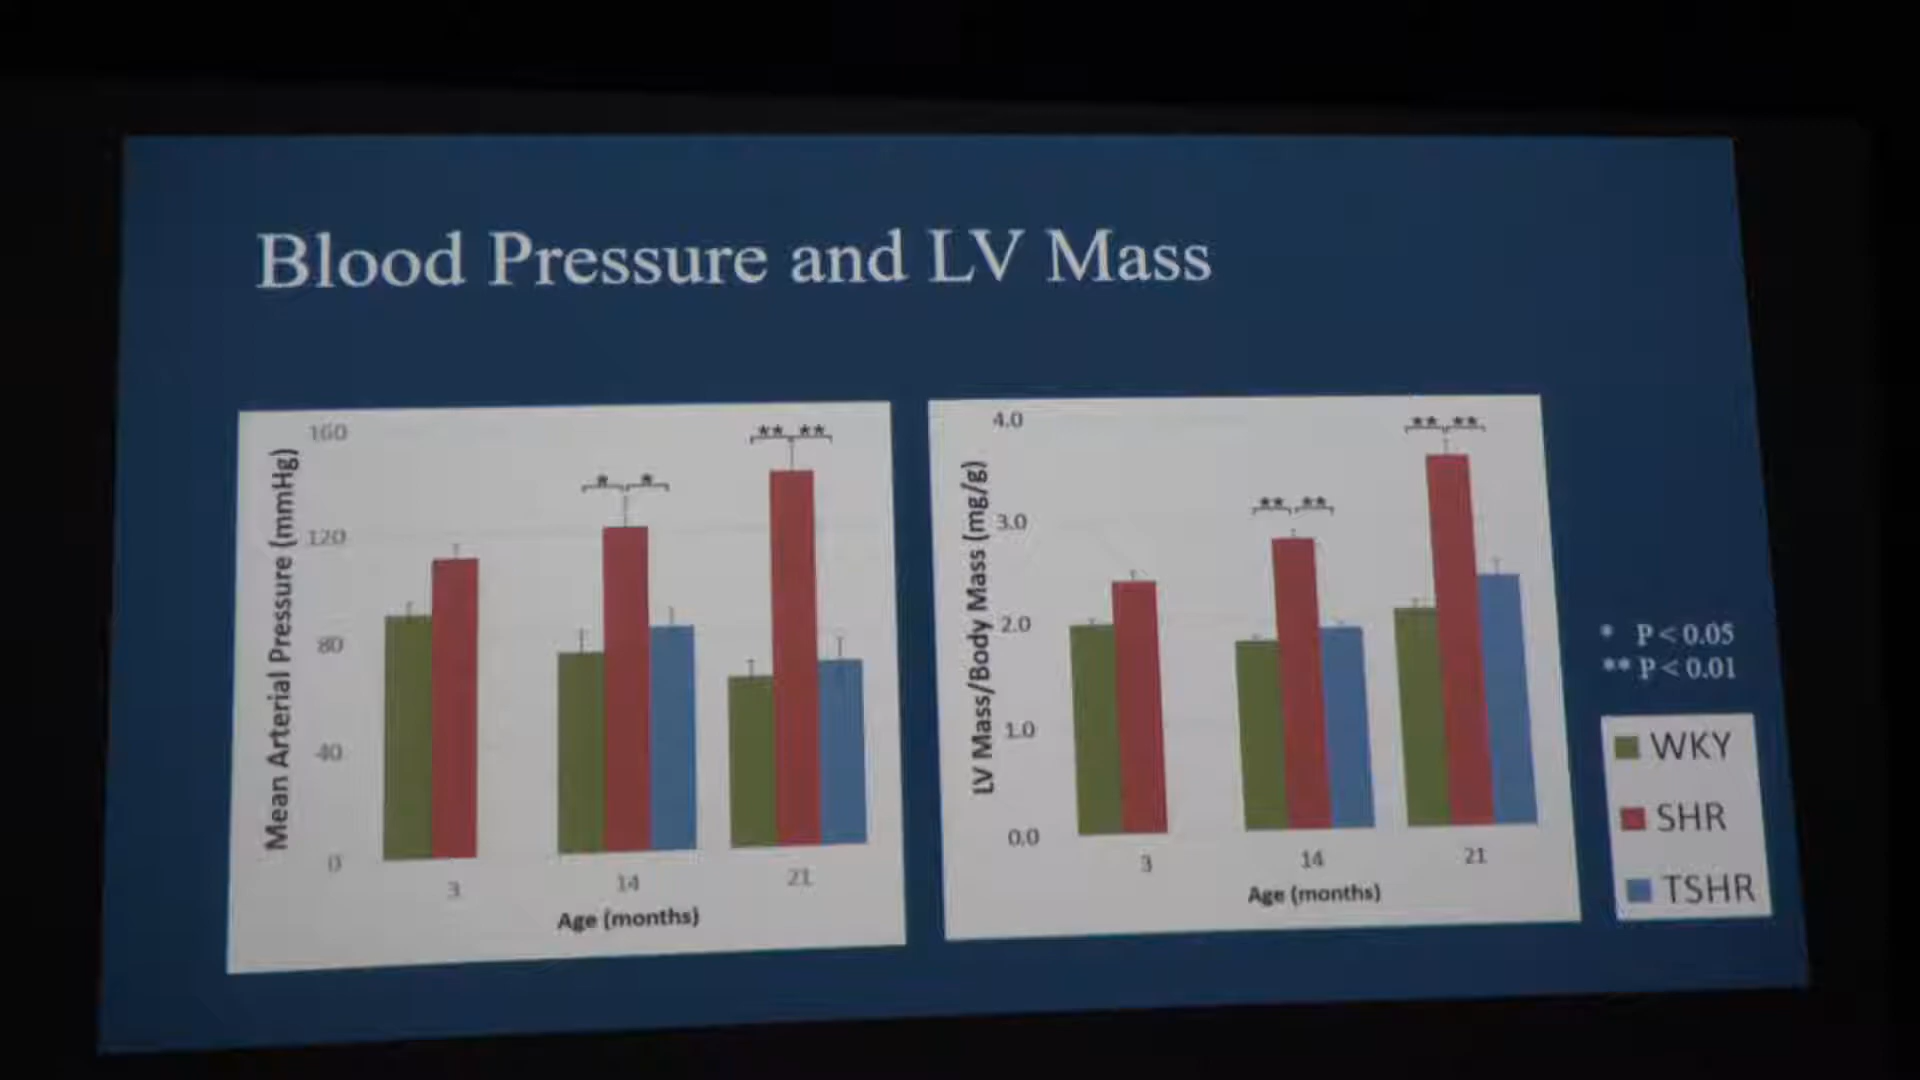 Blood Pressure and LV Mass
Mean Arterial Pressure (mmHg)
160
120
80
40
0
* *
** **
3
14
21
Age (months)
LV Mass/Body Mass (mg/g)
4.0
3.0
2.0
1.0
0.0
** **
** **
3
14
21
Age (months)
* P < 0.05
** P < 0.01
WKY
SHR
TSHR